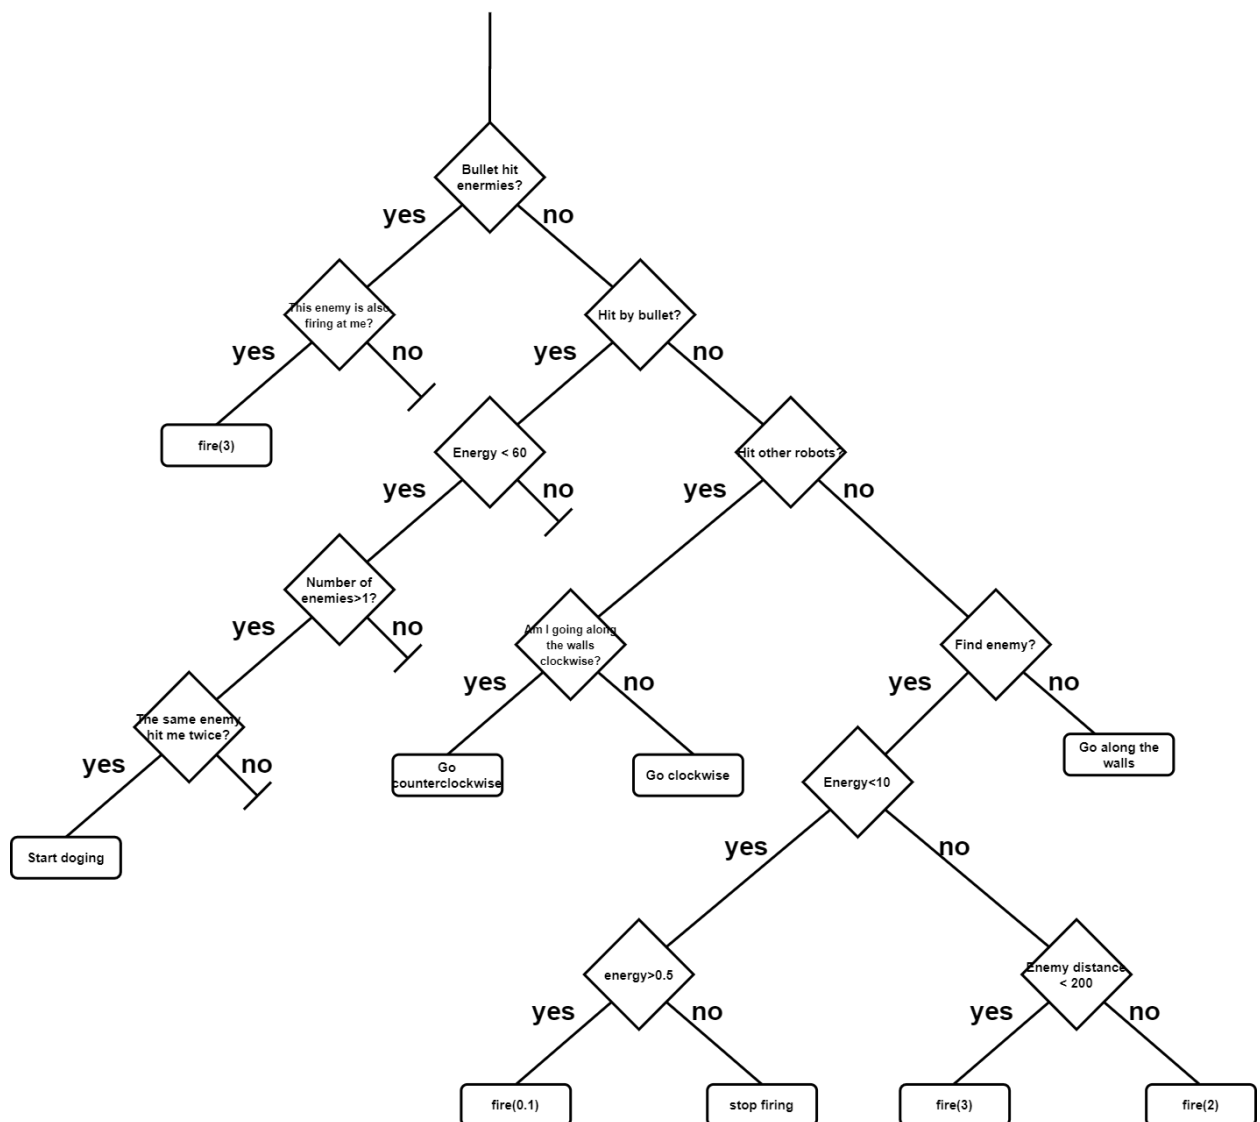 Bullet hit
enermies?
yes
no
This enemy is also
firing at me?
Hit by bullet?
yes
no
yes
no
fire(3)
Energy < 60
Hit other robots?
yes
no
yes
no
Number of
enemies>1?
Am I going along
the walls
clockwise?
Find enemy?
yes
no
yes
no
yes
no
The same enemy
hit me twice?
Go
counterclockwise
Go clockwise
Go along the
walls
yes
no
Energy<10
Start doging
yes
no
energy>0.5
Enemy distance
< 200
yes
no
yes
no
fire(0.1)
stop firing
fire(3)
fire(2)